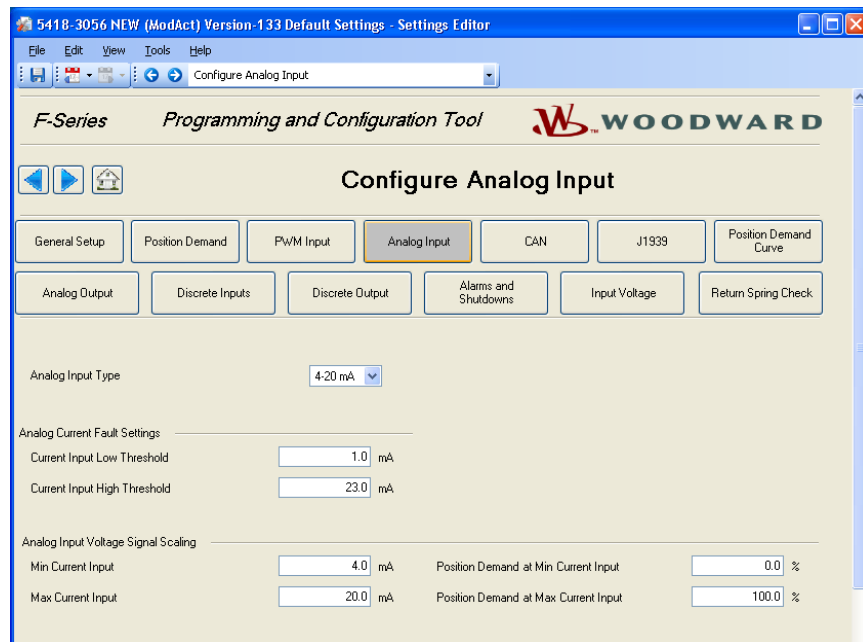 5418-3056 NEW (ModAct) Version-133 Default Settings - Settings Editor
File Edit View Tools Help
Configure Analog Input
F-Series Programming and Configuration Tool WOODWARD
Configure Analog Input
General Setup Position Demand PWM Input Analog Input CAN J1939 Position Demand Curve
Analog Output Discrete Inputs Discrete Output Alarms and Shutdowns Input Voltage Return Spring Check
Analog Input Type 4-20 mA
Analog Current Fault Settings
Current Input Low Threshold 1.0 mA
Current Input High Threshold 23.0 mA
Analog Input Voltage Signal Scaling
Min Current Input 4.0 mA Position Demand at Min Current Input 0.0 %
Max Current Input 20.0 mA Position Demand at Max Current Input 100.0 %